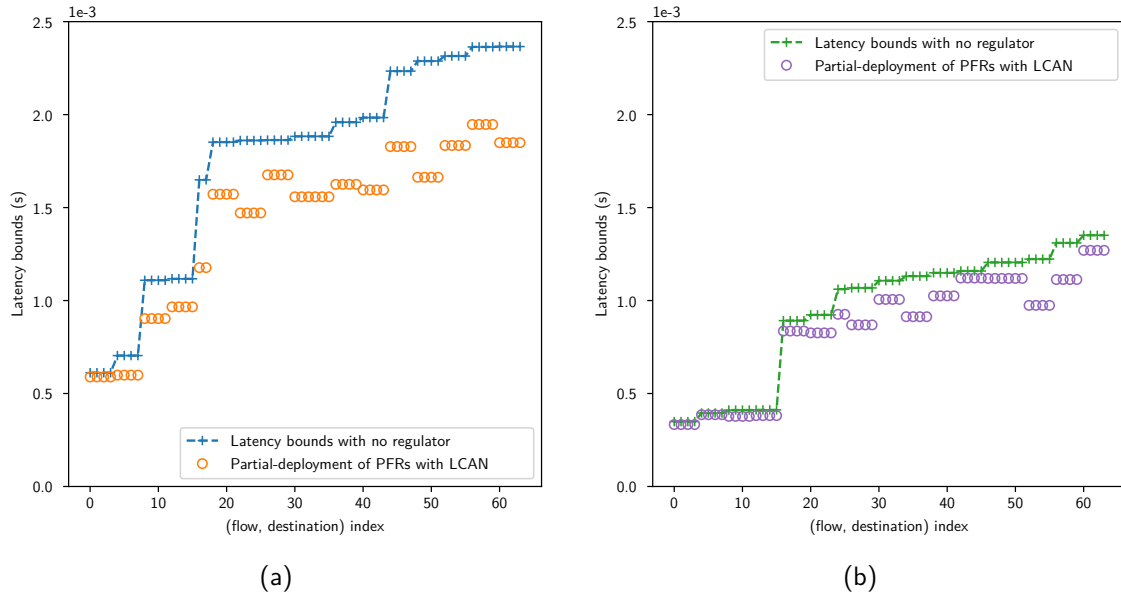 1e-3
2.5
2.0
1.5
1.0
0.5
0.0
Latency bounds (s)
0 10 20 30 40 50 60
(flow, destination) index
Latency bounds with no regulator
Partial-deployment of PFRs with LCAN
(a)
1e-3
2.5
2.0
1.5
1.0
0.5
0.0
Latency bounds (s)
Latency bounds with no regulator
Partial-deployment of PFRs with LCAN
0 10 20 30 40 50 60
(flow, destination) index
(b)